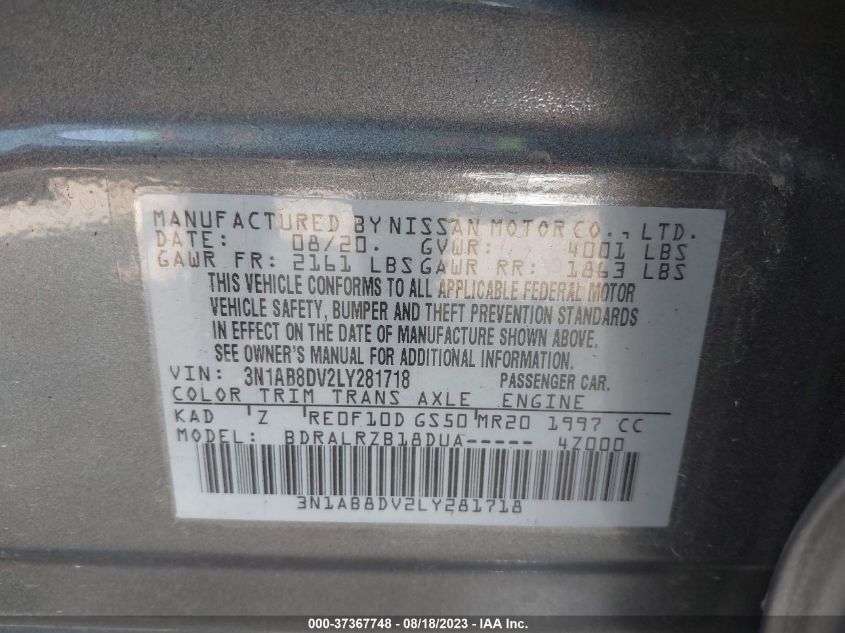 MANUFACTURED BY NISSAN MOTOR CO., LTD.
DATE: 08/20. GVWR: 4001 LBS
GAWR FR: 2161 LBS GAWR RR: 1863 LBS
THIS VEHICLE CONFORMS TO ALL APPLICABLE FEDERAL MOTOR
VEHICLE SAFETY, BUMPER AND THEFT PREVENTION STANDARDS
IN EFFECT ON THE DATE OF MANUFACTURE SHOWN ABOVE.
SEE OWNER'S MANUAL FOR ADDITIONAL INFORMATION.
VIN: 3N1AB8DV2LY281718 PASSENGER CAR.
COLOR TRIM TRANS AXLE ENGINE
KAD Z RE0F10D GS50 MR20 1997 CC
MODEL: BDRALRZB18DUA----- 4Z000
3N1AB8DV2LY281718
000-37367748 - 08/18/2023 - IAA Inc.